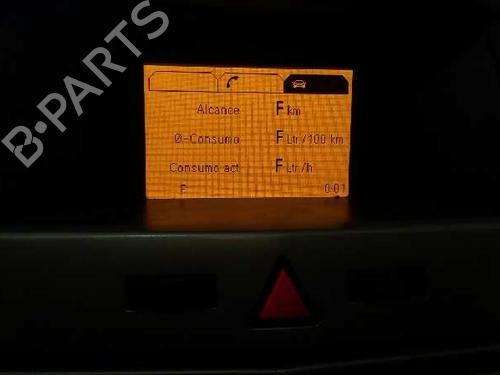 Alcance F km
Ø-Consumo F Ltr/100 km
Consumo act F Ltr/h
F 0:01
B-PARTS